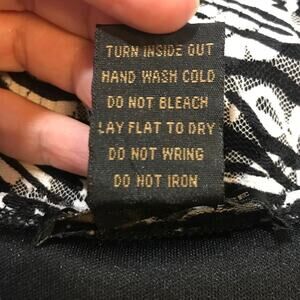 TURN INSIDE OUT
HAND WASH COLD
DO NOT BLEACH
LAY FLAT TO DRY
DO NOT WRING
DO NOT IRON